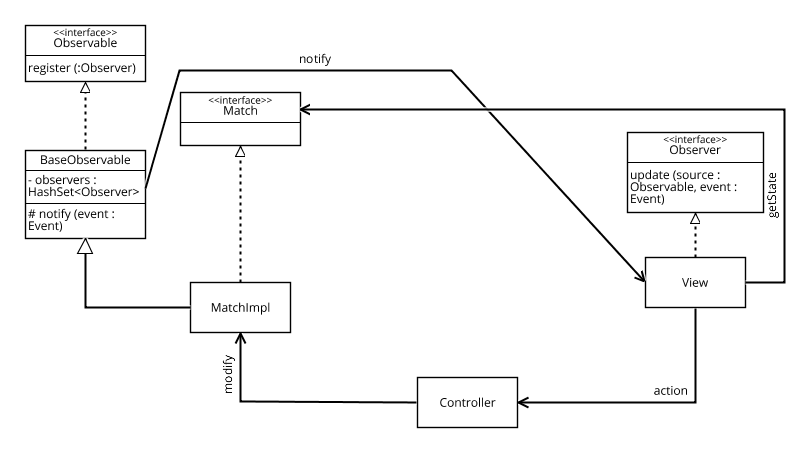 <<interface>>
Observable
register (:Observer)
notify
<<interface>>
Match
<<interface>>
Observer
update (source :
Observable, event :
Event)
BaseObservable
- observers :
HashSet<Observer>
# notify (event :
Event)
getState
View
MatchImpl
modify
action
Controller